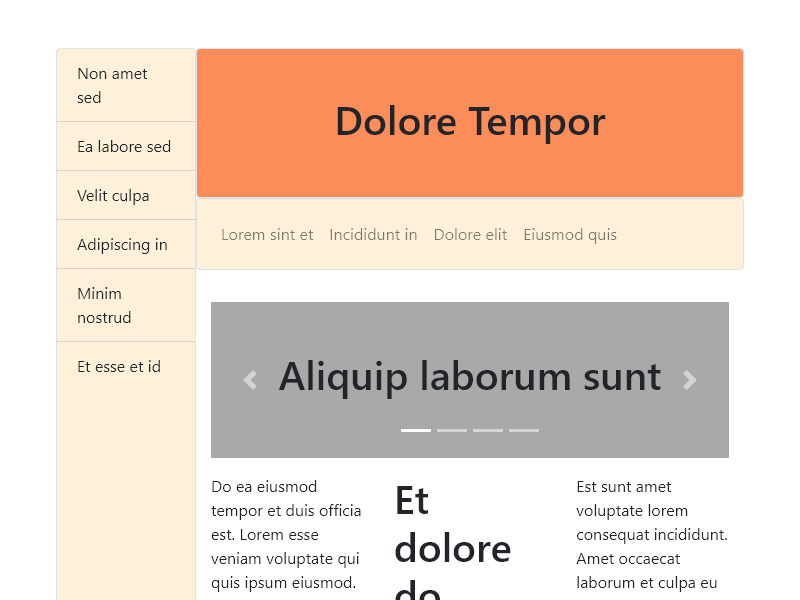 Non amet
sed
Ea labore sed
Velit culpa
Adipiscing in
Minim
nostrud
Et esse et id
Dolore Tempor
Lorem sint et
Incididunt in
Dolore elit
Eiusmod quis
Aliquip laborum sunt
Do ea eiusmod
tempor et duis officia
est. Lorem esse
veniam voluptate qui
quis ipsum eiusmod.
Et
dolore
do
Est sunt amet
voluptate lorem
consequat incididunt.
Amet occaecat
laborum et culpa eu